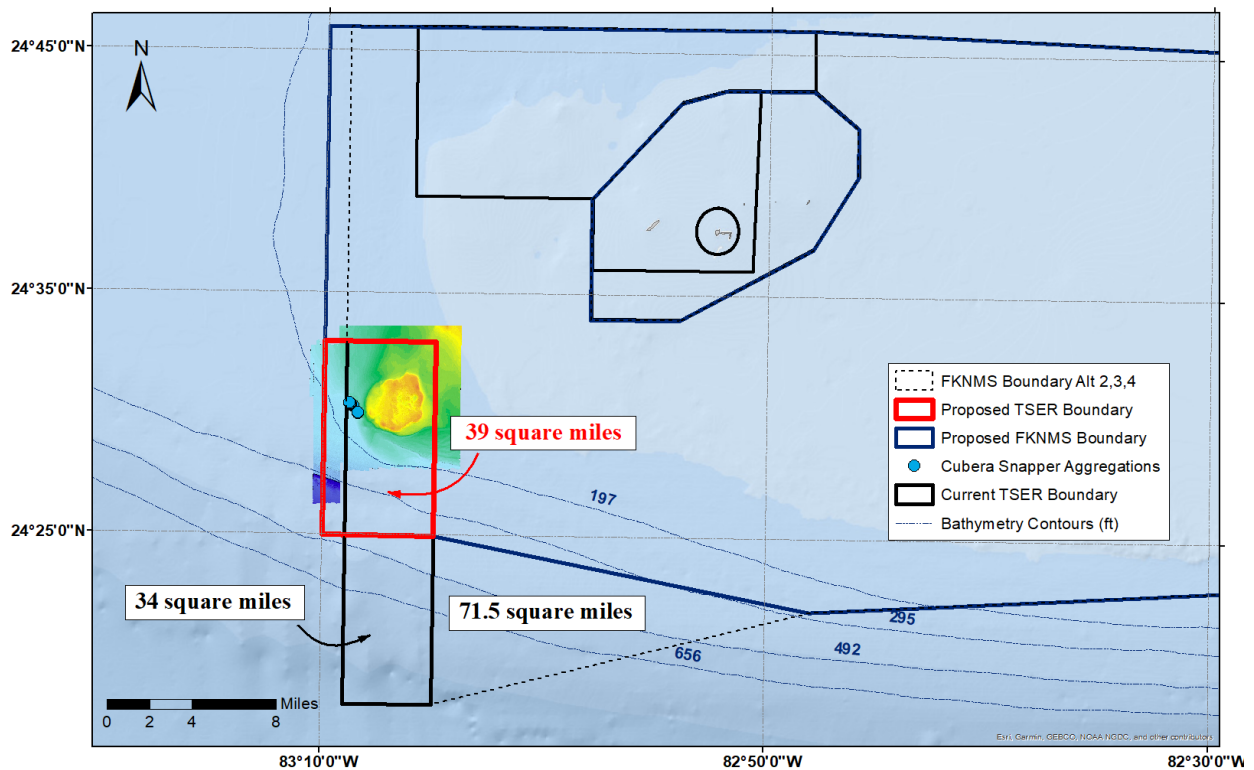 24°45'0"N
N
24°35'0"N
FKNMS Boundary Alt 2,3,4
Proposed TSER Boundary
39 square miles
Proposed FKNMS Boundary
Cubera Snapper Aggregations
197
Current TSER Boundary
24°25'0"N
Bathymetry Contours (ft)
34 square miles
71.5 square miles
295
492
656
Miles
0 2 4 8
Esri, Garmin, GEBCO, NOAA NGDC, and other contributors
83°10'0"W
82°50'0"W
82°30'0"W